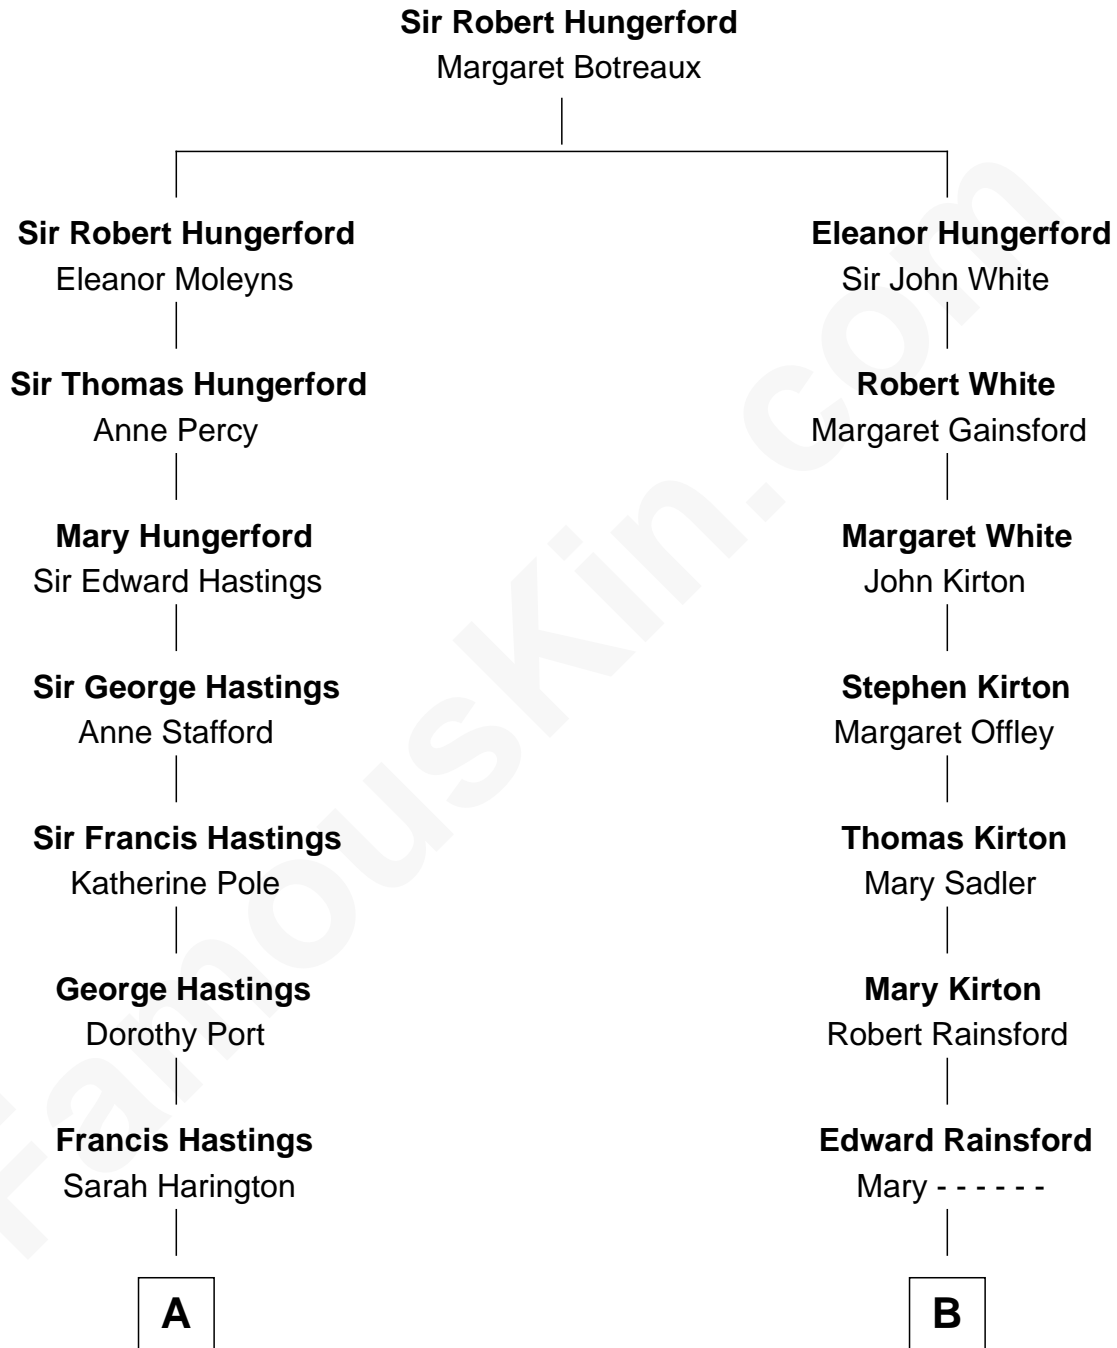 Sir Robert Hungerford
Margaret Botreaux
Sir Robert Hungerford
Eleanor Moleyns
Eleanor Hungerford
Sir John White
Sir Thomas Hungerford
Anne Percy
Robert White
Margaret Gainsford
Mary Hungerford
Sir Edward Hastings
Margaret White
John Kirton
Sir George Hastings
Anne Stafford
Stephen Kirton
Margaret Offley
Sir Francis Hastings
Katherine Pole
Thomas Kirton
Mary Sadler
George Hastings
Dorothy Port
Mary Kirton
Robert Rainsford
Francis Hastings
Sarah Harington
Edward Rainsford
Mary - - - - - -
A
B
FamousKin.com